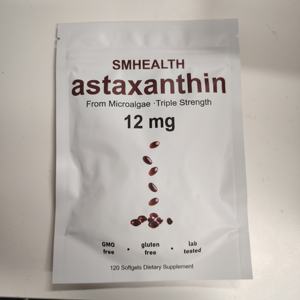 SMHEALTH
astaxanthin
From Microalgae · Triple Strength
12 mg
GMO free · gluten free · lab tested
120 Softgels Dietary Supplement